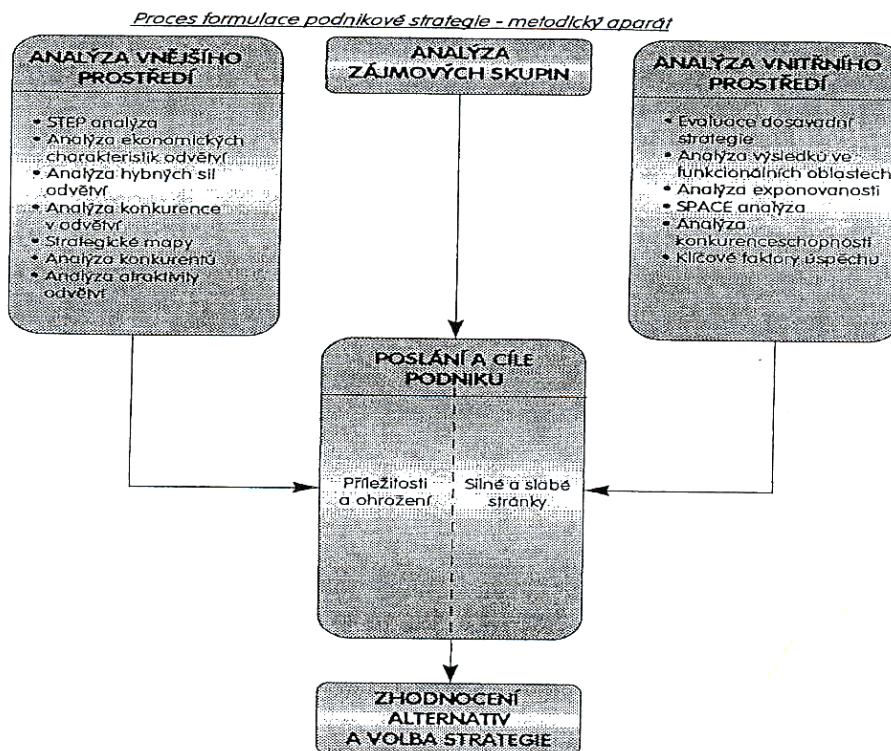 Proces formulace podnikové strategie - metodický aparát
ANALÝZA VNĚJŠÍHO
PROSTŘEDÍ
• STEP analýza
• Analýza ekonomických
charakteristik odvětví
• Analýza hybných sil
odvětví
• Analýza konkurence
v odvětví
• Strategické mapy
• Analýza konkurentů
• Analýza atraktivity
odvětví
ANALÝZA
ZÁJMOVÝCH SKUPIN
ANALÝZA VNITŘNÍHO
PROSTŘEDÍ
• Evaluace dosavadní
strategie
• Analýza výsledků ve
funkcionálních oblastech
• Analýza exponovanosti
• SPACE analýza
• Analýza
konkurenceschopnosti
• Klíčové faktory úspěchu
POSLÁNÍ A CÍLE
PODNIKU
Příležitosti
a ohrožení
Silné a slabé
stránky
ZHODNOCENÍ
ALTERNATIV
A VOLBA STRATEGIE